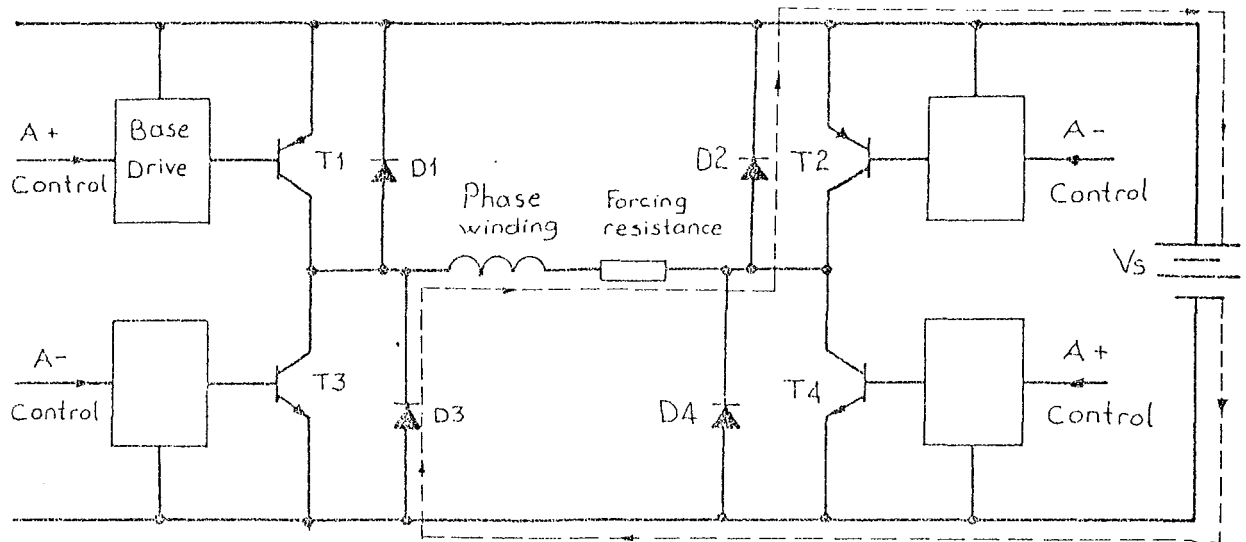 A+
Control
Base
Drive
T1
D1
Phase
winding
Forcing
resistance
D2
T2
A-
Control
Vs
A-
Control
T3
D3
D4
T4
A+
Control